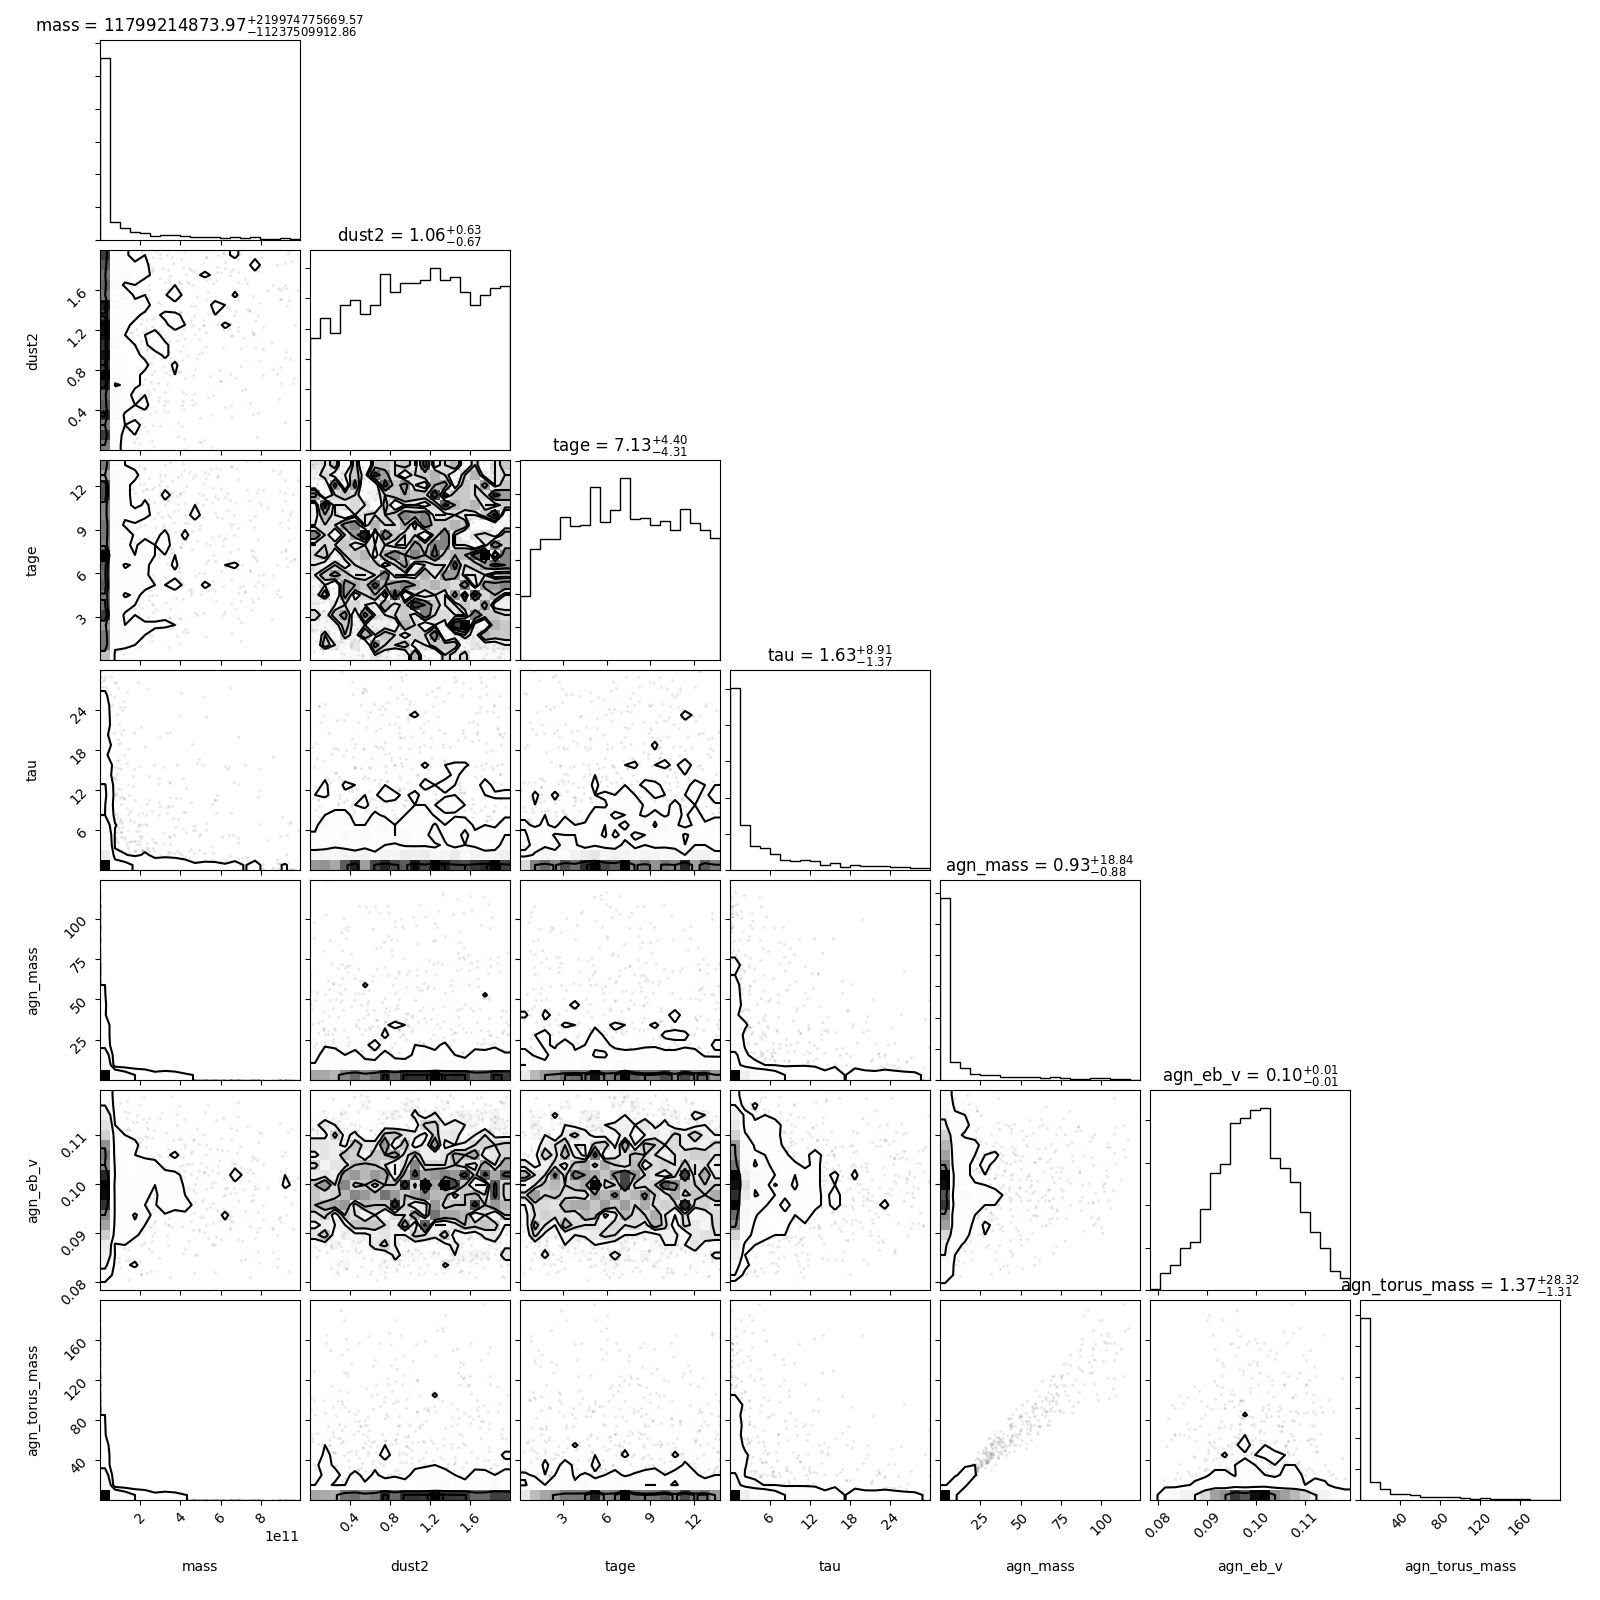 mass = 11799214873.97+219974775669.57−11237509912.86
dust2 = 1.06+0.63−0.67
1.6
1.2
0.8
0.4
dust2
tage = 7.13+4.40−4.31
12
9
6
3
tage
tau = 1.63+8.91−1.37
24
18
12
6
tau
agn_mass = 0.93+18.84−0.88
100
75
50
25
agn_mass
agn_eb_v = 0.10+0.01−0.01
0.11
0.10
0.09
0.08
agn_eb_v
agn_torus_mass = 1.37+28.32−1.31
160
120
80
40
agn_torus_mass
2 4 6 8 0.4 0.8 1.2 1.6 3 6 9 12 6 12 18 24 25 50 75 100 0.08 0.09 0.10 0.11 40 80 120 160
1e11
mass dust2 tage tau agn_mass agn_eb_v agn_torus_mass